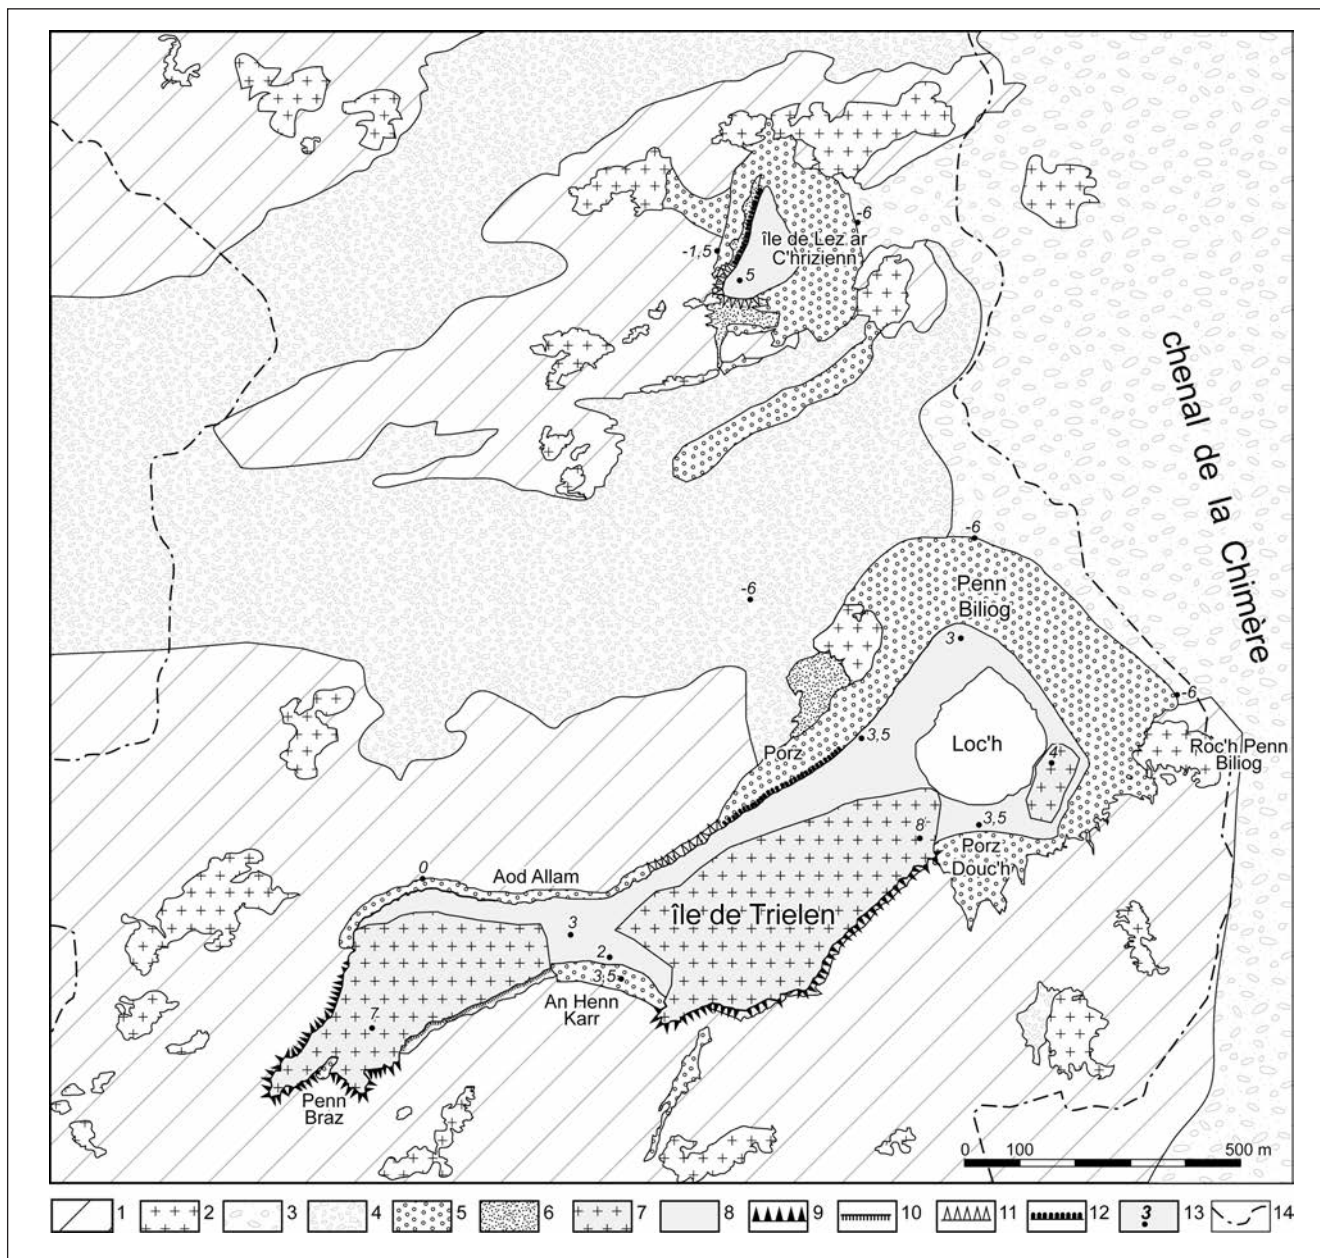 -6
île de Lez ar
C'hrizienn
-1,5
5
chenal de la Chimère
-6
Penn
Biliog
-6
3
-6
3,5
Loc'h
Roc'h Penn
Biliog
Porz
4
8
3,5
Porz
Douc'h
0
Aod Allam
île de Trielen
3
2
3,5
An Henn
Karr
7
Penn
Braz
0 100 500 m
1 2 3 4 5 6 7 8 9 10 11 12 3 13 14